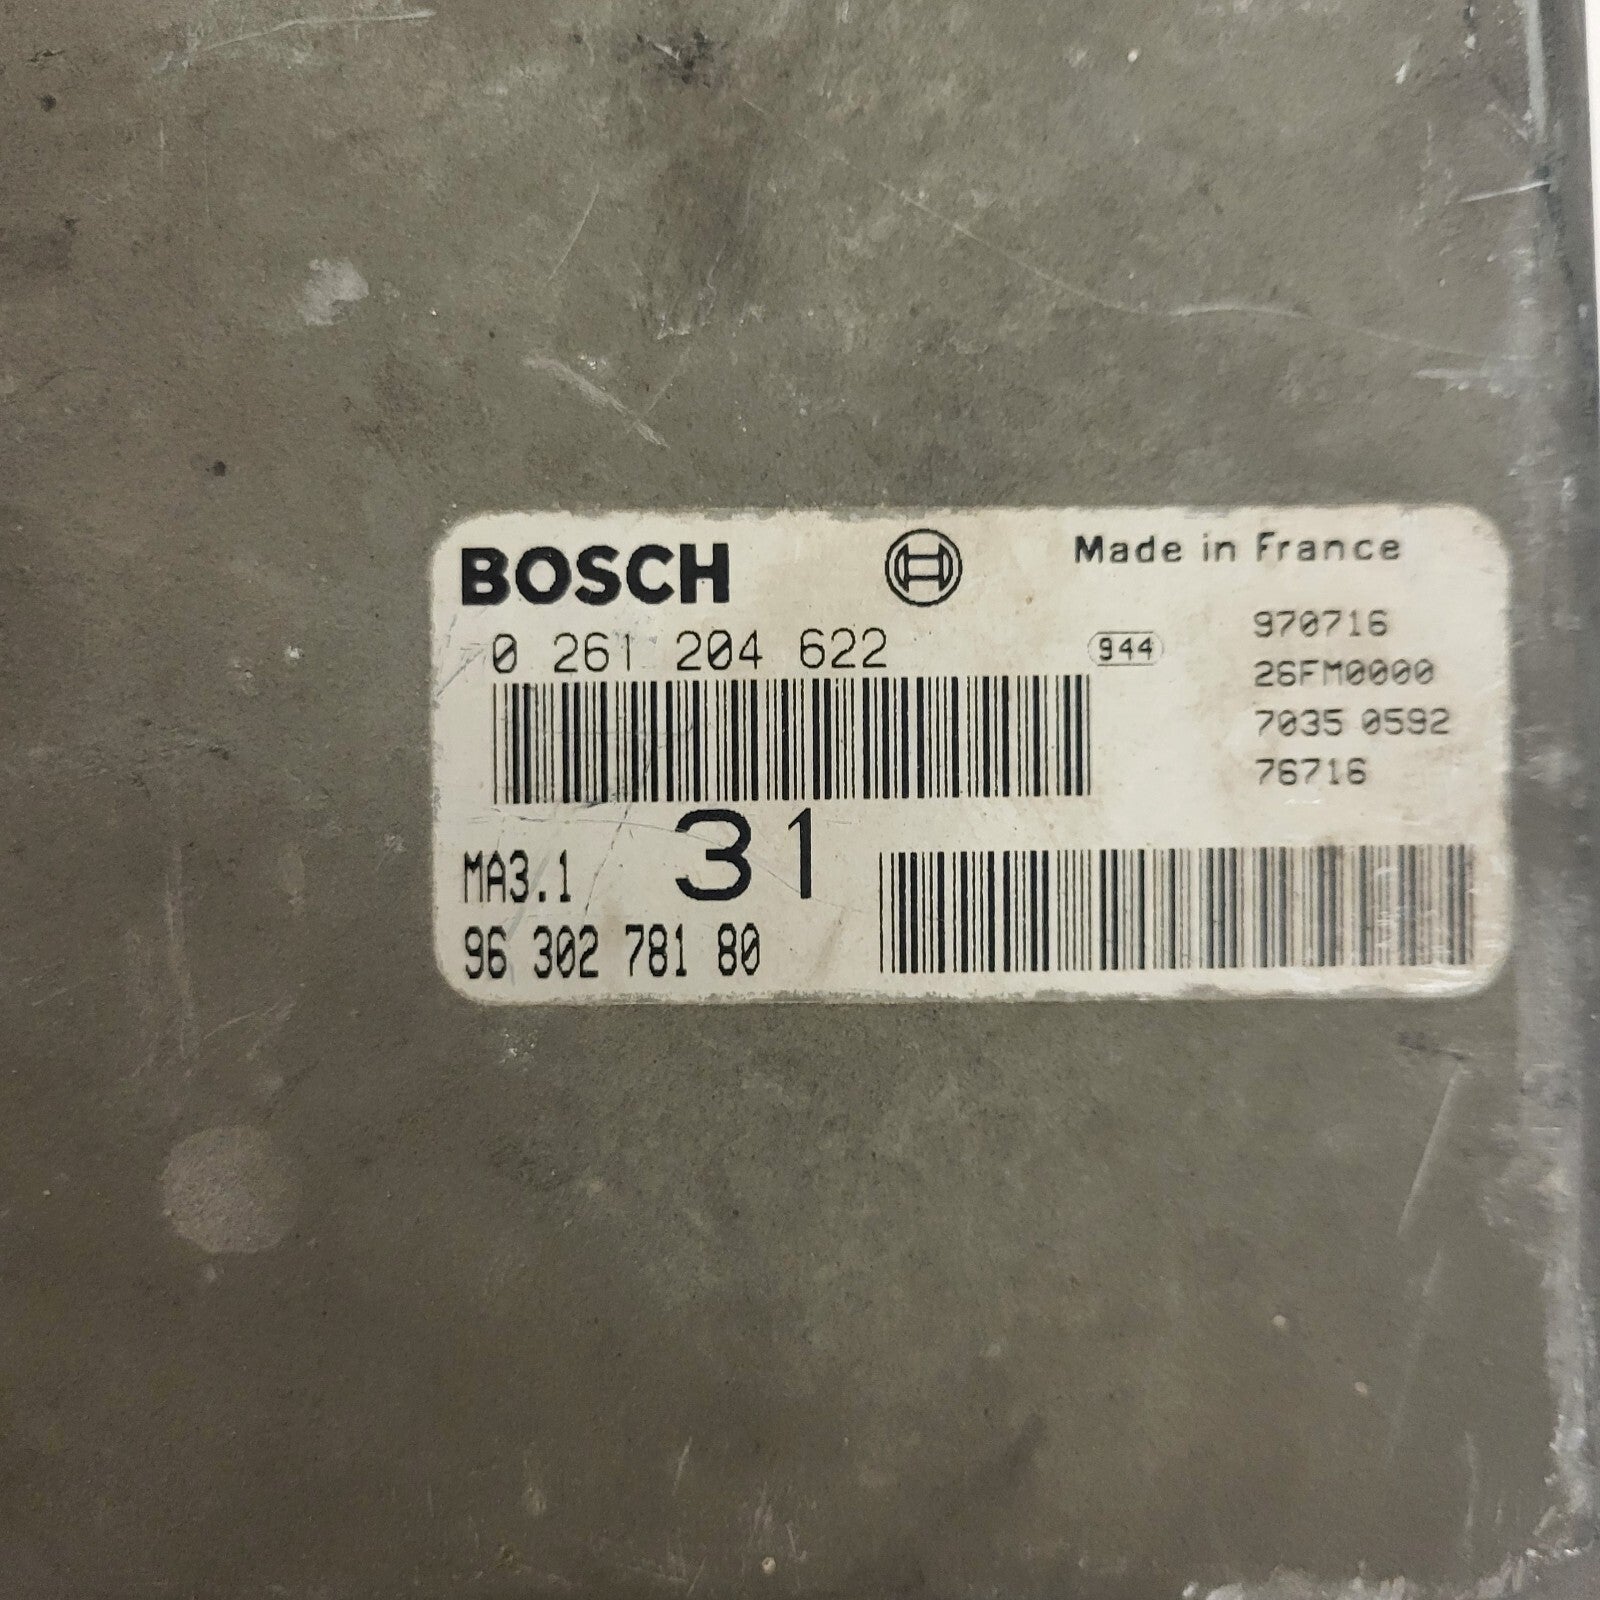 BOSCH
Made in France
0 261 204 622
944
970716
26FM0000
7035 0592
76716
MA3.1
31
96 302 781 80